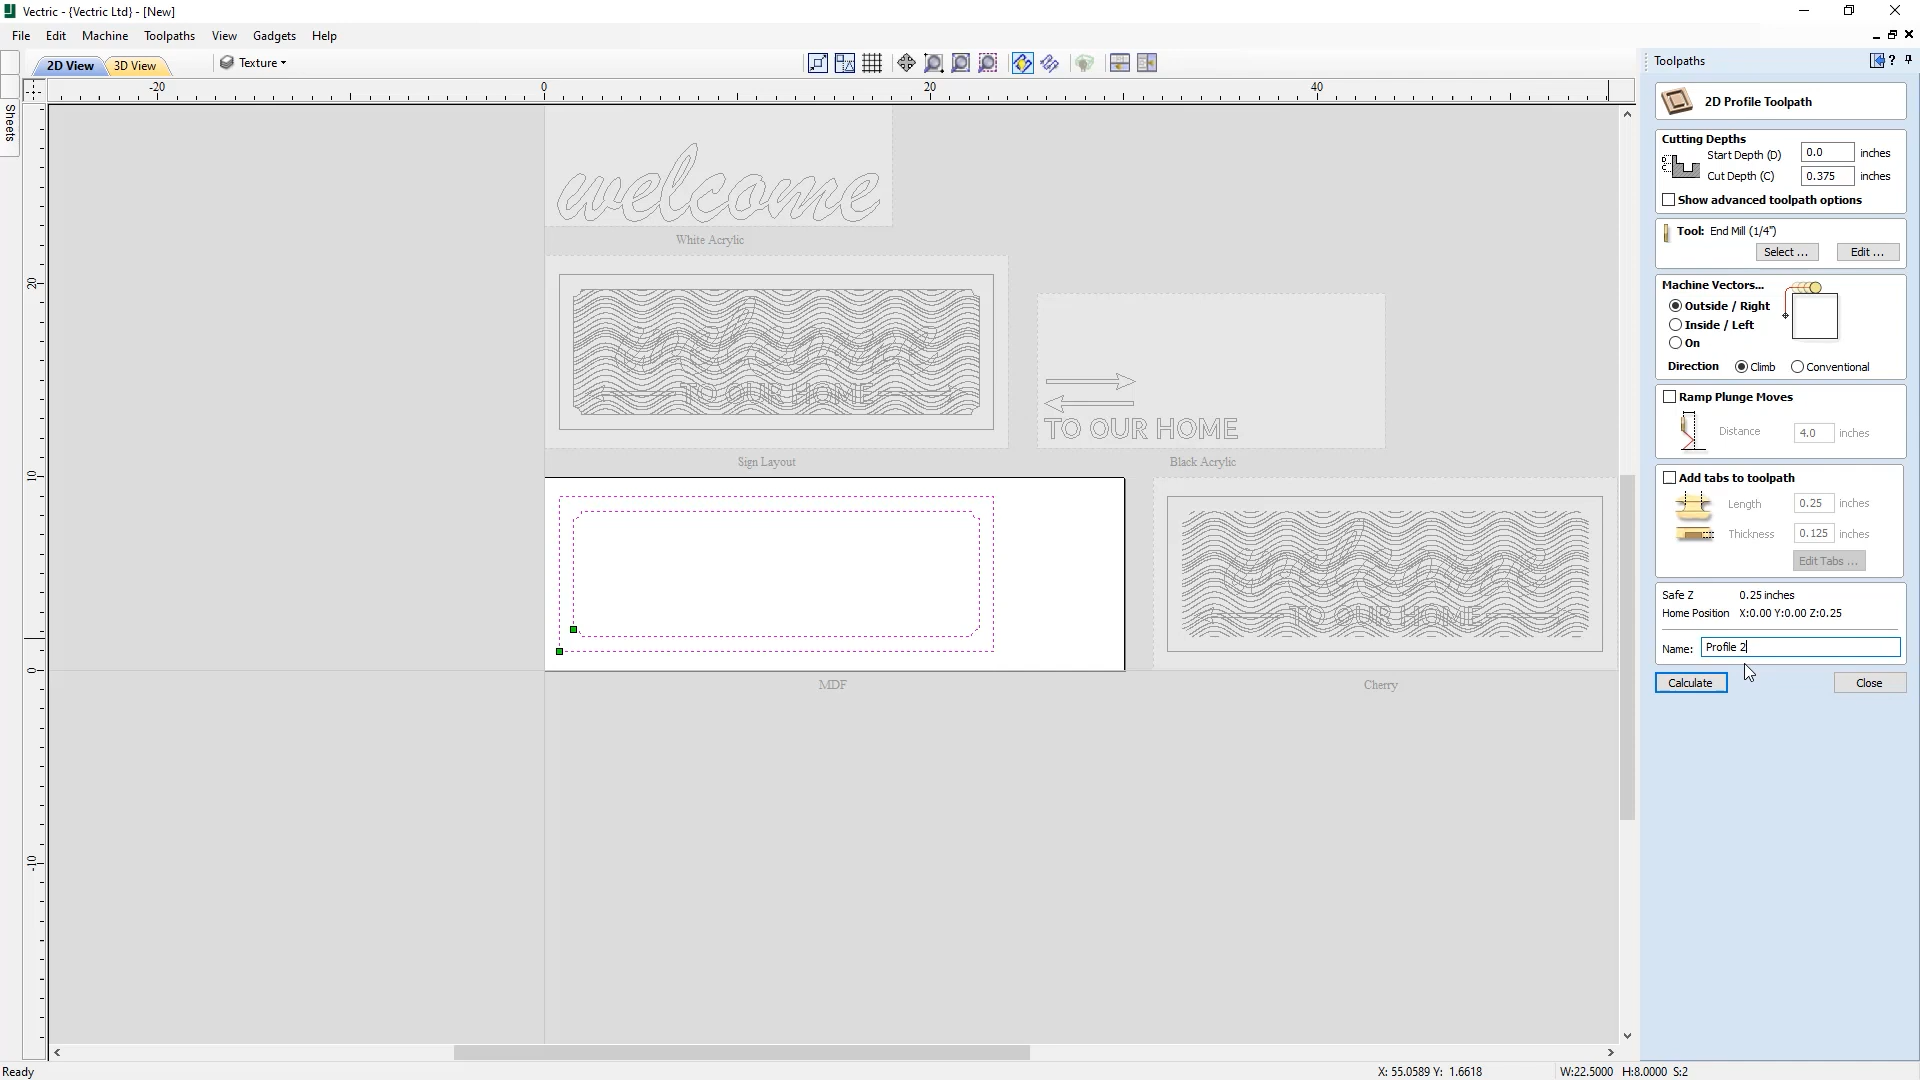 Vectric - {Vectric Ltd} - [New]
File Edit Machine Toolpaths View Gadgets Help
2D View 3D View Texture
-20 0 20 40
Sheets
20
10
0
-10
welcome
White Acrylic
welcome
TO OUR HOME
Sign Layout
TO OUR HOME
Black Acrylic
MDF
welcome
TO OUR HOME
Cherry
Toolpaths
2D Profile Toolpath
Cutting Depths
Start Depth (D) 0.0 inches
Cut Depth (C) 0.375 inches
Show advanced toolpath options
Tool: End Mill (1/4")
Select ... Edit ...
Machine Vectors...
Outside / Right
Inside / Left
On
Direction Climb Conventional
Ramp Plunge Moves
Distance 4.0 inches
Add tabs to toolpath
Length 0.25 inches
Thickness 0.125 inches
Edit Tabs ...
Safe Z 0.25 inches
Home Position X:0.00 Y:0.00 Z:0.25
Name: Profile 2
Calculate Close
Ready X: 55.0589 Y: 1.6618 W:22.5000 H:8.0000 S:2